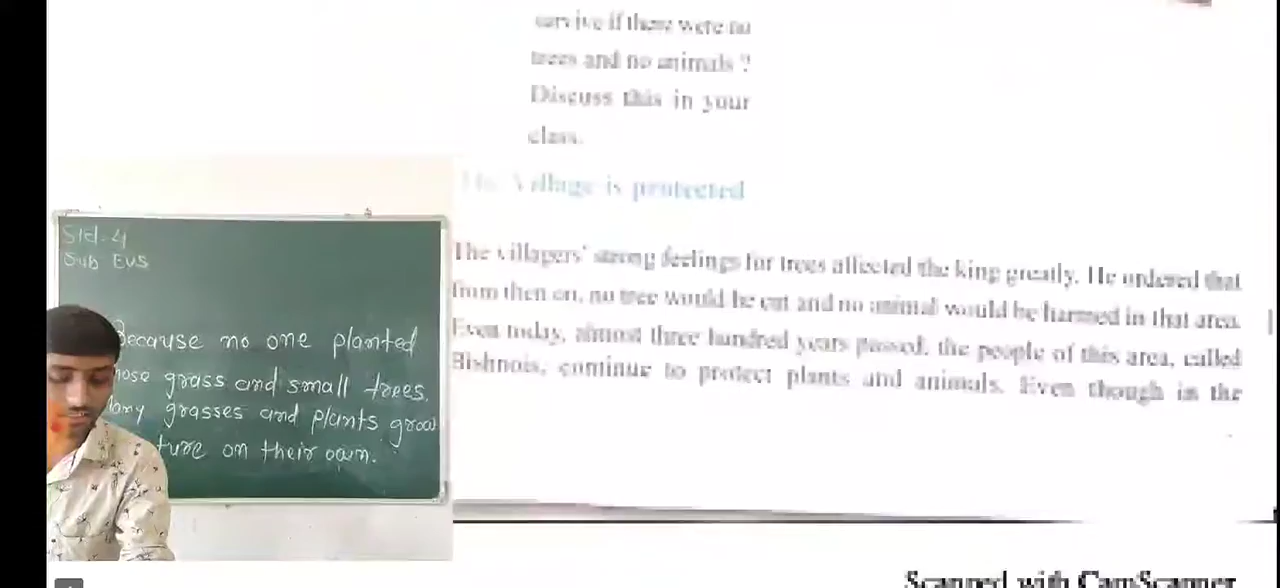 survive if there were no
trees and no animals ?
Discuss this in your
class.
The Village is protected
The villagers' strong feelings for trees affected the king greatly. He ordered that
from then on, no tree would be cut and no animal would be harmed in that area.
Even today, almost three hundred years passed, the people of this area, called
Bishnois, continue to protect plants and animals. Even though in the
Std-4
Sub EVS
Because no one planted
hose grass and small trees.
any grasses and plants grow
ture on their own.
Scanned with CamScanner